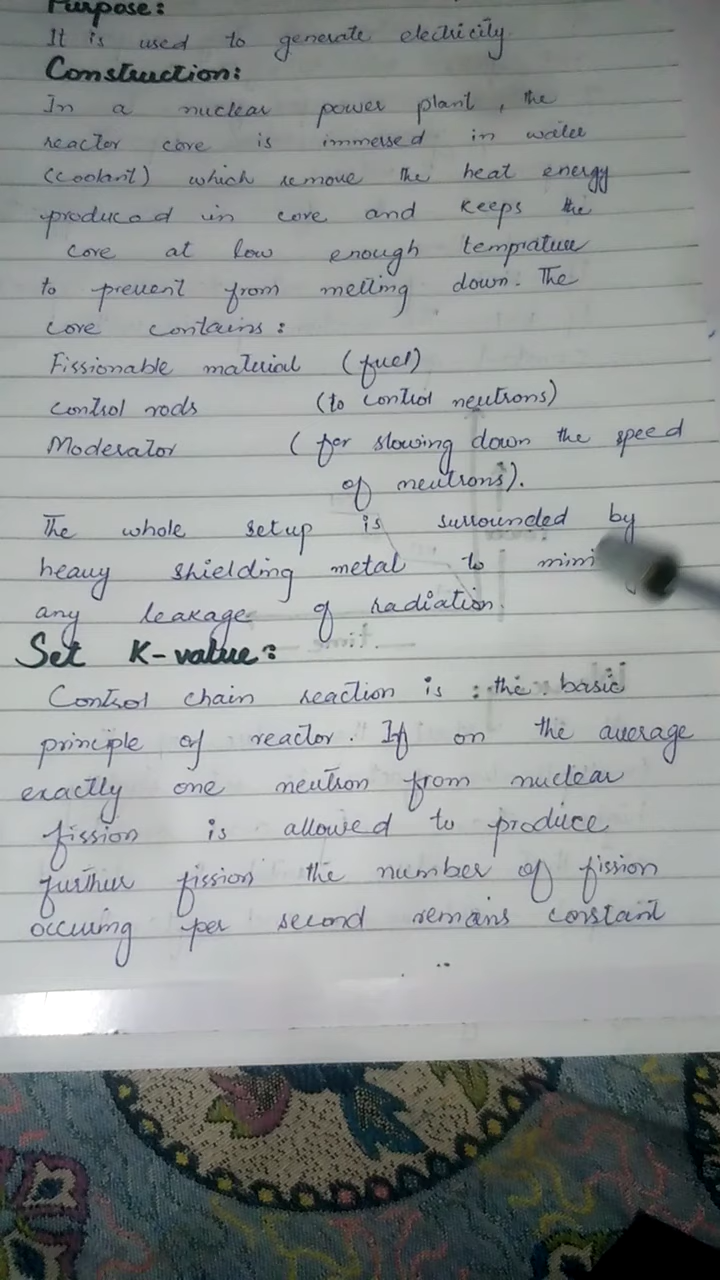 Purpose:
It is used to generate electricity
Construction:
In a nuclear power plant, the
reactor core is immersed in water
(coolant) which remove the heat energy
produced in core and keeps the
core at low enough temprature
to prevent from melting down. The
core contains:
Fissionable material (fuel)
Control rods (to control neutrons)
Moderator (for slowing down the speed
of neutrons).
The whole setup is surrounded by
heavy shielding metal to
any leakage of radiation.
Set K-value:
Control chain reaction is : the basic
principle of reactor. If on the average
exactly one neutron from nuclear
fission is allowed to produce
further fission the number of fission
occuring per second remains constant